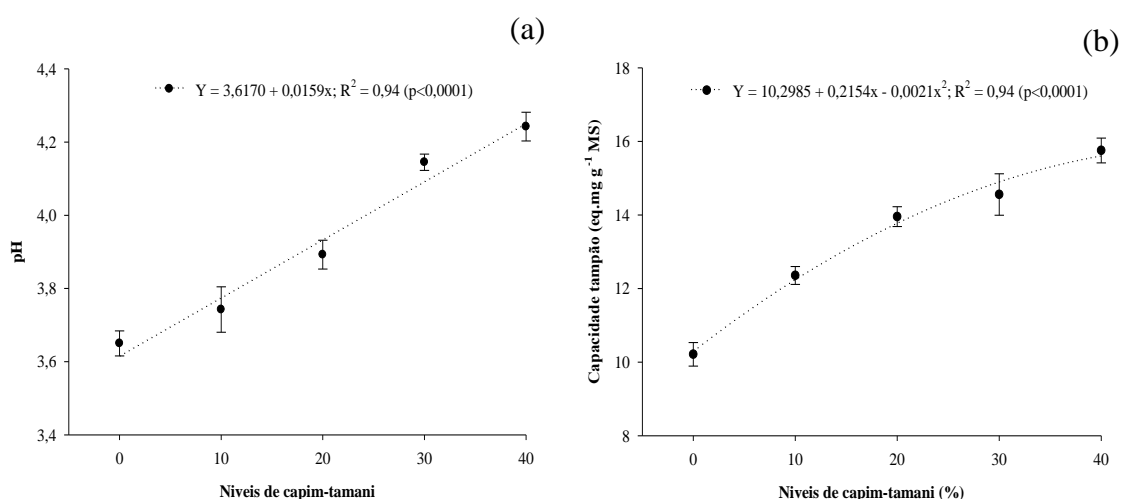 (a)
4,4
4,2
4,0
3,8
3,6
3,4
pH
Y = 3,6170 + 0,0159x; R² = 0,94 (p<0,0001)
0 10 20 30 40
Niveis de capim-tamani
(b)
18
16
14
12
10
8
Capacidade tampão (eq.mg g⁻¹ MS)
Y = 10,2985 + 0,2154x - 0,0021x²; R² = 0,94 (p<0,0001)
0 10 20 30 40
Niveis de capim-tamani (%)